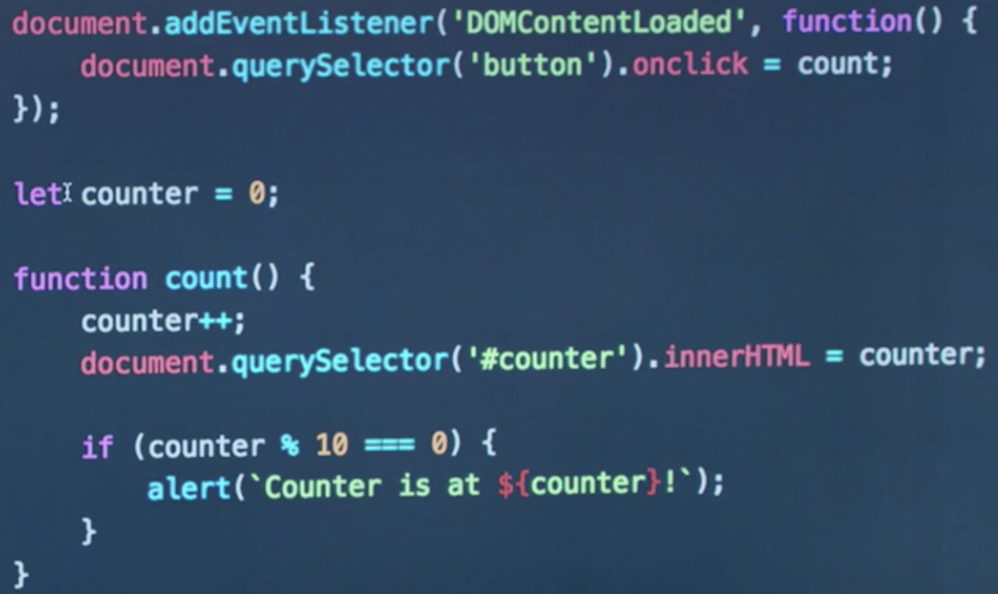 document.addEventListener('DOMContentLoaded', function() {
    document.querySelector('button').onclick = count;
});

let counter = 0;

function count() {
    counter++;
    document.querySelector('#counter').innerHTML = counter;

    if (counter % 10 === 0) {
        alert(`Counter is at ${counter}!`);
    }
}